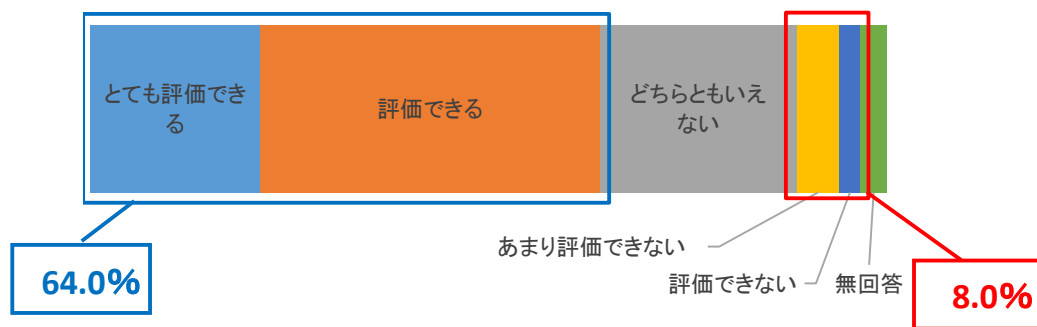 とても評価でき
る
評価できる
どちらともいえ
ない
あまり評価できない
評価できない
無回答
64.0%
8.0%